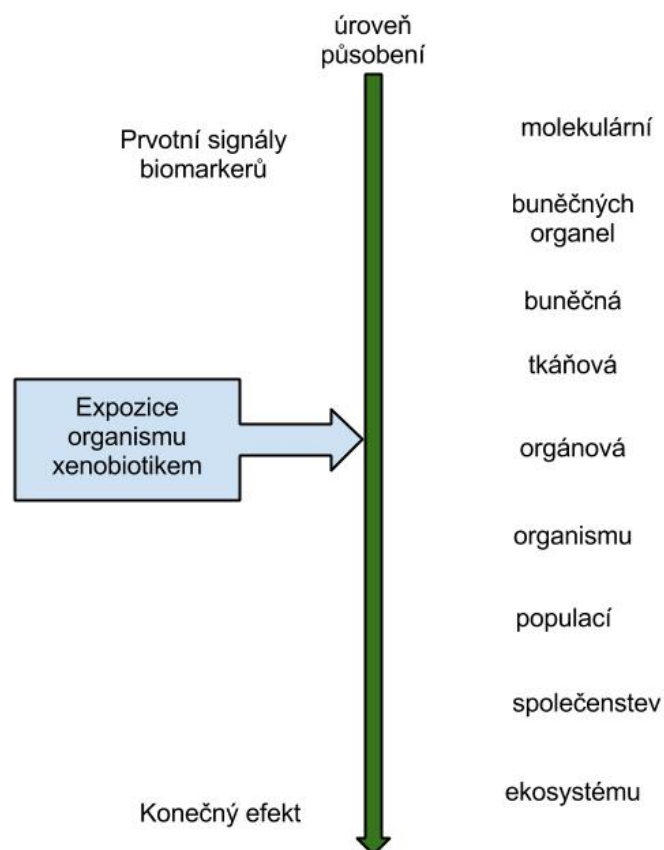 úroveň
působení
Prvotní signály
biomarkerů
molekulární
buněčných
organel
buněčná
tkáňová
Expozice
organismu
xenobiotikem
orgánová
organismu
populací
společenstev
ekosystému
Konečný efekt